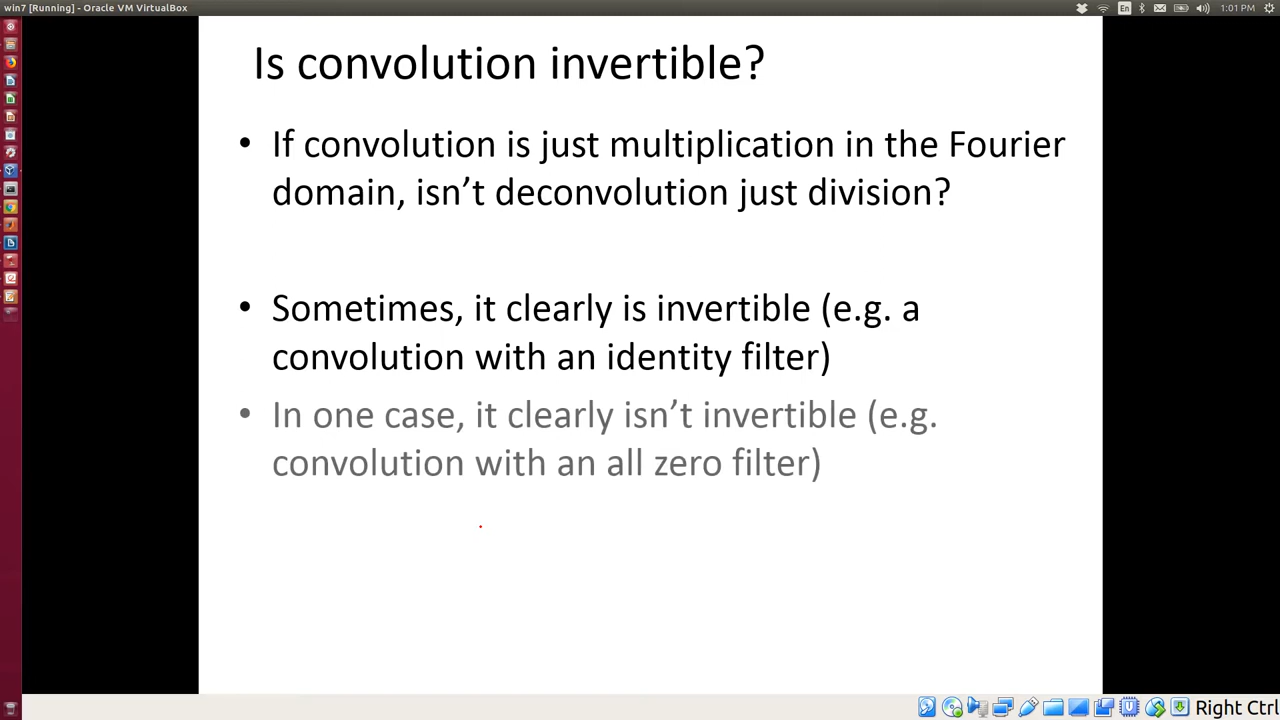 win7 [Running] - Oracle VM VirtualBox
En
1:01 PM
Is convolution invertible?
• If convolution is just multiplication in the Fourier
domain, isn’t deconvolution just division?
• Sometimes, it clearly is invertible (e.g. a
convolution with an identity filter)
• In one case, it clearly isn’t invertible (e.g.
convolution with an all zero filter)
Right Ctrl